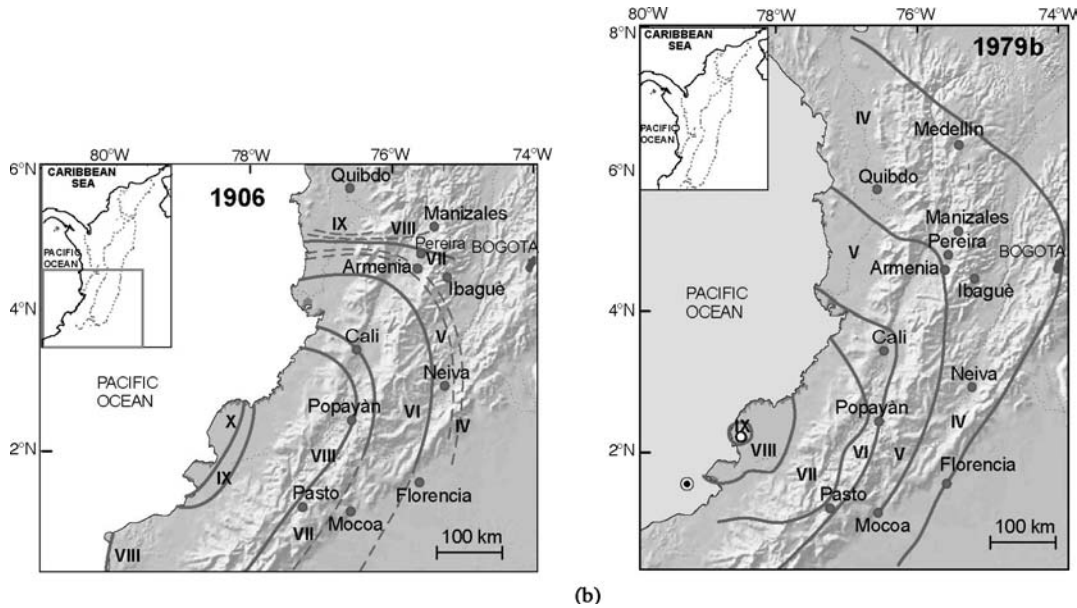 80°W 78°W 76°W 74°W
6°N
4°N
2°N
CARIBBEAN
SEA
PACIFIC
OCEAN
1906
Quibdo
IX
VIII
Manizales
Pereira
VII
BOGOTA
Armenia
Ibaguè
Cali
V
PACIFIC
OCEAN
Neiva
X
Popayàn
VI
IV
IX
VIII
Pasto
Florencia
VII
Mocoa
VIII
100 km
80°W 78°W 76°W 74°W
8°N
6°N
4°N
2°N
CARIBBEAN
SEA
PACIFIC
OCEAN
1979b
IV
Medellín
Quibdo
Manizales
Pereira
V
BOGOTA
Armenia
Ibaguè
PACIFIC
OCEAN
Cali
Neiva
Popayàn
IX
IV
VIII
VI
V
VII
Florencia
Pasto
Mocoa
100 km
(b)